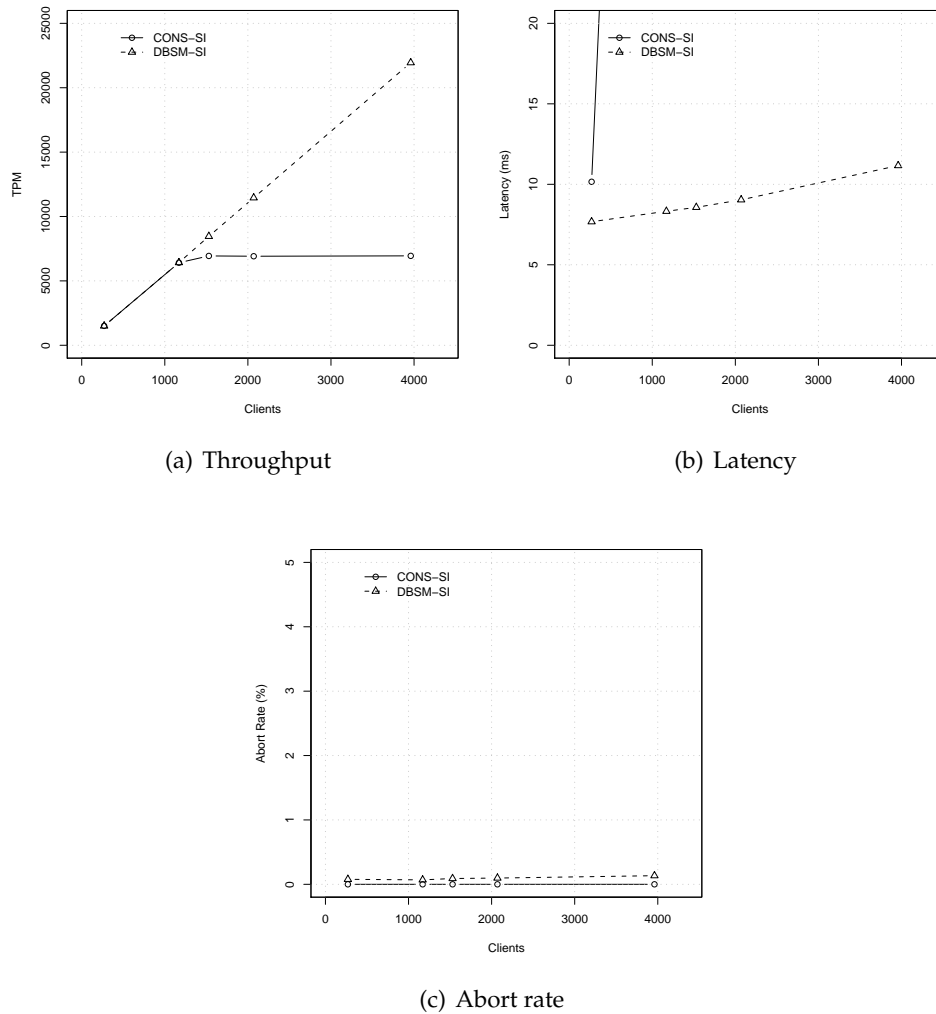 CONS−SI
DBSM−SI
TPM
0 5000 10000 15000 20000 25000
0 1000 2000 3000 4000
Clients
(a) Throughput
CONS−SI
DBSM−SI
Latency (ms)
0 5 10 15 20
0 1000 2000 3000 4000
Clients
(b) Latency
CONS−SI
DBSM−SI
Abort Rate (%)
0 1 2 3 4 5
0 1000 2000 3000 4000
Clients
(c) Abort rate